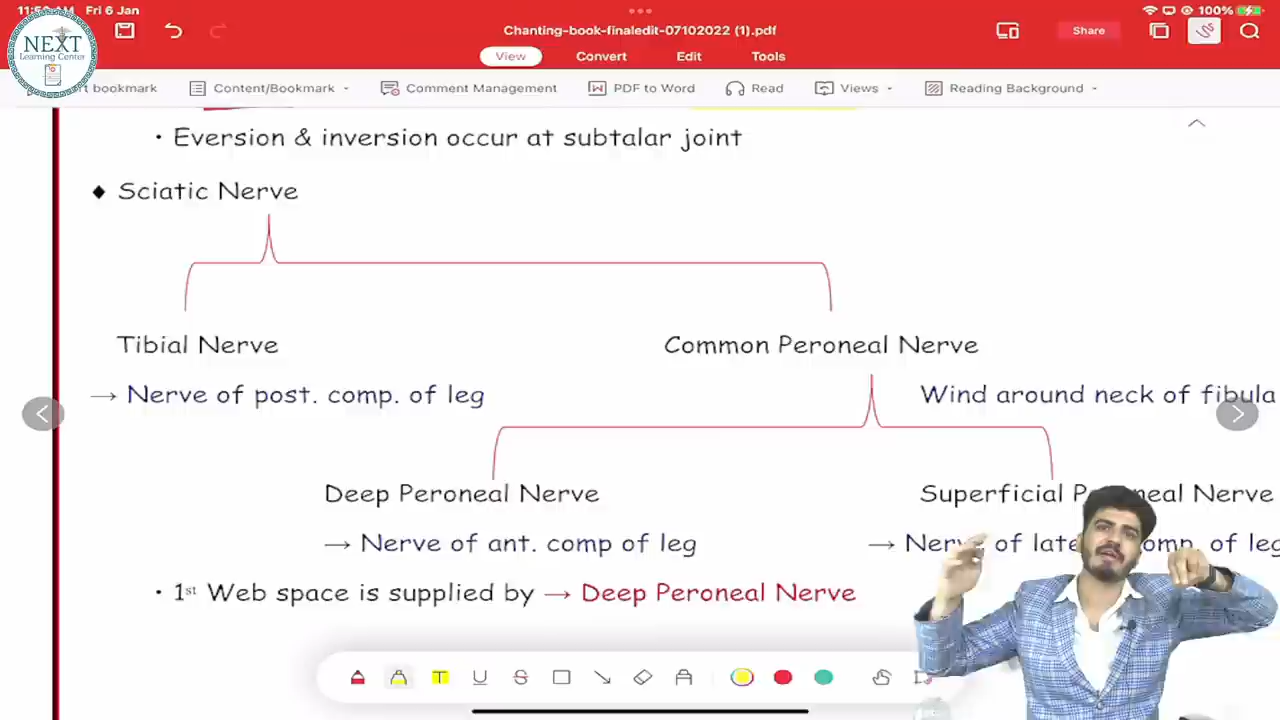 11:5 AM Fri 6 Jan
100%
NEXT
Learning Center
Chanting-book-finaledit-07102022 (1).pdf
Share
View Convert Edit Tools
rt bookmark Content/Bookmark Comment Management PDF to Word Read Views Reading Background
• Eversion & inversion occur at subtalar joint
◆ Sciatic Nerve
Tibial Nerve Common Peroneal Nerve
→ Nerve of post. comp. of leg Wind around neck of fibula
Deep Peroneal Nerve Superficial P neal Nerve
→ Nerve of ant. comp of leg → Nerv of late omp. of leg
• 1st Web space is supplied by → Deep Peroneal Nerve